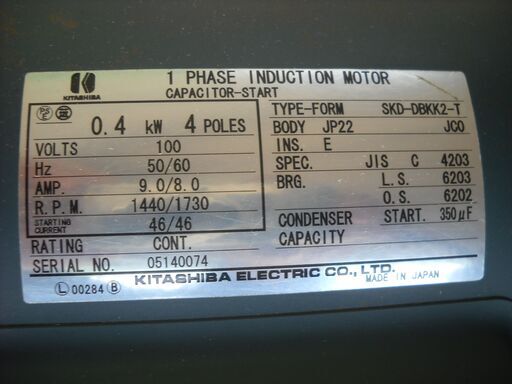 1 PHASE INDUCTION MOTOR
KITASHIBA
CAPACITOR-START
PS E
0.4 kW 4 POLES
VOLTS 100
Hz 50/60
AMP. 9.0/8.0
R.P.M. 1440/1730
STARTING CURRENT 46/46
RATING CONT.
SERIAL NO. 05140074
TYPE-FORM SKD-DBKK2-T
BODY JP22 JC0
INS. E
SPEC. JIS C 4203
BRG. L.S. 6203
O.S. 6202
CONDENSER START. 350μF
CAPACITY
KITASHIBA ELECTRIC CO., LTD.
MADE IN JAPAN
L 00284 B